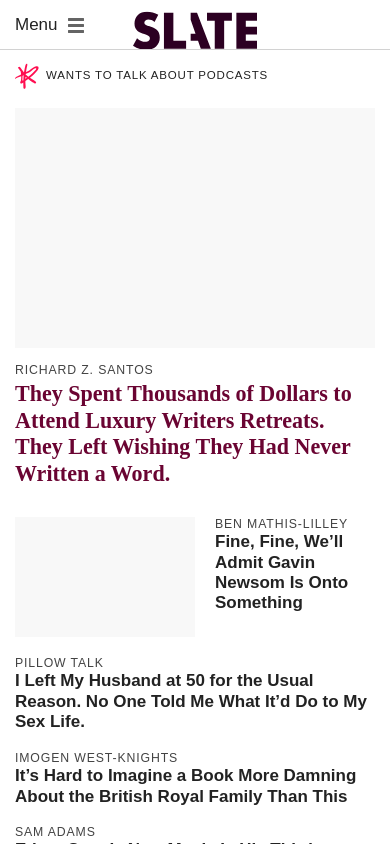 Menu
SLATE
WANTS TO TALK ABOUT PODCASTS
RICHARD Z. SANTOS
They Spent Thousands of Dollars to
Attend Luxury Writers Retreats.
They Left Wishing They Had Never
Written a Word.
BEN MATHIS-LILLEY
Fine, Fine, We’ll
Admit Gavin
Newsom Is Onto
Something
PILLOW TALK
I Left My Husband at 50 for the Usual
Reason. No One Told Me What It’d Do to My
Sex Life.
IMOGEN WEST-KNIGHTS
It’s Hard to Imagine a Book More Damning
About the British Royal Family Than This
SAM ADAMS